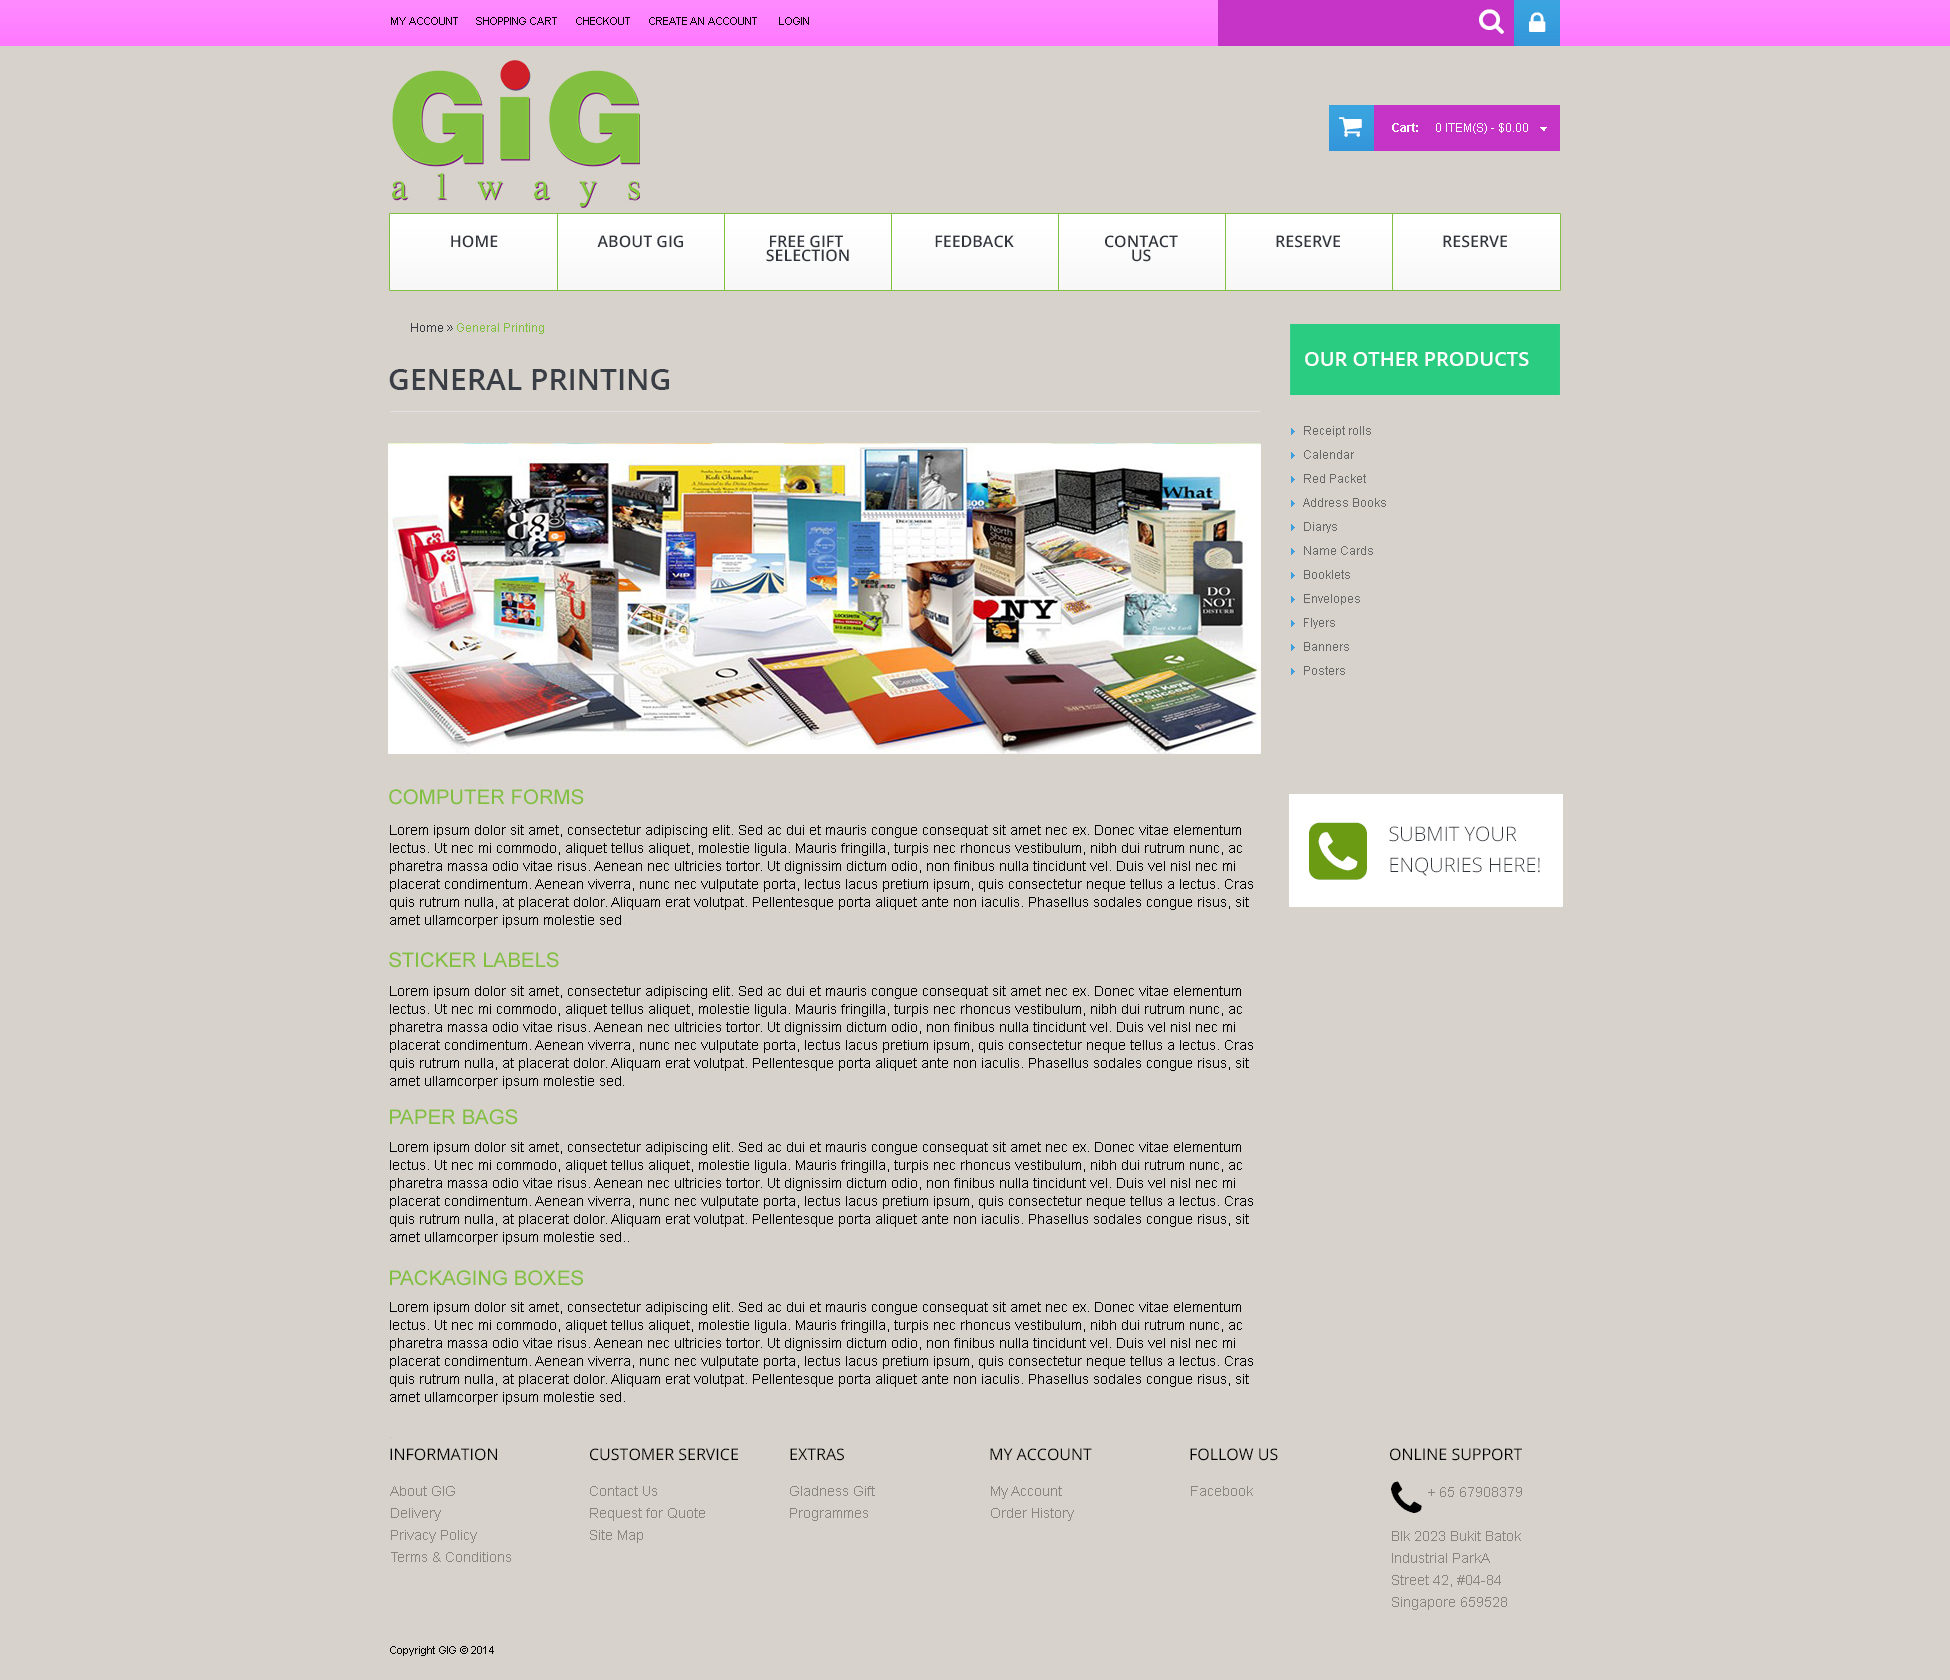 MY ACCOUNT SHOPPING CART CHECKOUT CREATE AN ACCOUNT LOGIN
GiG
always
Cart: 0 ITEM(S) - $0.00
HOME ABOUT GIG FREE GIFT SELECTION FEEDBACK CONTACT US RESERVE RESERVE
Home » General Printing
GENERAL PRINTING
What
DECEMBER
North
Shore
Center
VIP
NY
DO
NOT
DISTURB
Seven Keys
to Success
COMPUTER FORMS
Lorem ipsum dolor sit amet, consectetur adipiscing elit. Sed ac dui et mauris congue consequat sit amet nec ex. Donec vitae elementum
lectus. Ut nec mi commodo, aliquet tellus aliquet, molestie ligula. Mauris fringilla, turpis nec rhoncus vestibulum, nibh dui rutrum nunc, ac
pharetra massa odio vitae risus. Aenean nec ultricies tortor. Ut dignissim dictum odio, non finibus nulla tincidunt vel. Duis vel nisl nec mi
placerat condimentum. Aenean viverra, nunc nec vulputate porta, lectus lacus pretium ipsum, quis consectetur neque tellus a lectus. Cras
quis rutrum nulla, at placerat dolor. Aliquam erat volutpat. Pellentesque porta aliquet ante non iaculis. Phasellus sodales congue risus, sit
amet ullamcorper ipsum molestie sed
STICKER LABELS
Lorem ipsum dolor sit amet, consectetur adipiscing elit. Sed ac dui et mauris congue consequat sit amet nec ex. Donec vitae elementum
lectus. Ut nec mi commodo, aliquet tellus aliquet, molestie ligula. Mauris fringilla, turpis nec rhoncus vestibulum, nibh dui rutrum nunc, ac
pharetra massa odio vitae risus. Aenean nec ultricies tortor. Ut dignissim dictum odio, non finibus nulla tincidunt vel. Duis vel nisl nec mi
placerat condimentum. Aenean viverra, nunc nec vulputate porta, lectus lacus pretium ipsum, quis consectetur neque tellus a lectus. Cras
quis rutrum nulla, at placerat dolor. Aliquam erat volutpat. Pellentesque porta aliquet ante non iaculis. Phasellus sodales congue risus, sit
amet ullamcorper ipsum molestie sed.
PAPER BAGS
Lorem ipsum dolor sit amet, consectetur adipiscing elit. Sed ac dui et mauris congue consequat sit amet nec ex. Donec vitae elementum
lectus. Ut nec mi commodo, aliquet tellus aliquet, molestie ligula. Mauris fringilla, turpis nec rhoncus vestibulum, nibh dui rutrum nunc, ac
pharetra massa odio vitae risus. Aenean nec ultricies tortor. Ut dignissim dictum odio, non finibus nulla tincidunt vel. Duis vel nisl nec mi
placerat condimentum. Aenean viverra, nunc nec vulputate porta, lectus lacus pretium ipsum, quis consectetur neque tellus a lectus. Cras
quis rutrum nulla, at placerat dolor. Aliquam erat volutpat. Pellentesque porta aliquet ante non iaculis. Phasellus sodales congue risus, sit
amet ullamcorper ipsum molestie sed..
PACKAGING BOXES
Lorem ipsum dolor sit amet, consectetur adipiscing elit. Sed ac dui et mauris congue consequat sit amet nec ex. Donec vitae elementum
lectus. Ut nec mi commodo, aliquet tellus aliquet, molestie ligula. Mauris fringilla, turpis nec rhoncus vestibulum, nibh dui rutrum nunc, ac
pharetra massa odio vitae risus. Aenean nec ultricies tortor. Ut dignissim dictum odio, non finibus nulla tincidunt vel. Duis vel nisl nec mi
placerat condimentum. Aenean viverra, nunc nec vulputate porta, lectus lacus pretium ipsum, quis consectetur neque tellus a lectus. Cras
quis rutrum nulla, at placerat dolor. Aliquam erat volutpat. Pellentesque porta aliquet ante non iaculis. Phasellus sodales congue risus, sit
amet ullamcorper ipsum molestie sed.
OUR OTHER PRODUCTS
Receipt rolls
Calendar
Red Packet
Address Books
Diarys
Name Cards
Booklets
Envelopes
Flyers
Banners
Posters
SUBMIT YOUR
ENQURIES HERE!
INFORMATION
About GIG
Delivery
Privacy Policy
Terms & Conditions
CUSTOMER SERVICE
Contact Us
Request for Quote
Site Map
EXTRAS
Gladness Gift
Programmes
MY ACCOUNT
My Account
Order History
FOLLOW US
Facebook
ONLINE SUPPORT
+ 65 67908379
Blk 2023 Bukit Batok
Industrial ParkA
Street 42, #04-84
Singapore 659528
Copyright GIG © 2014